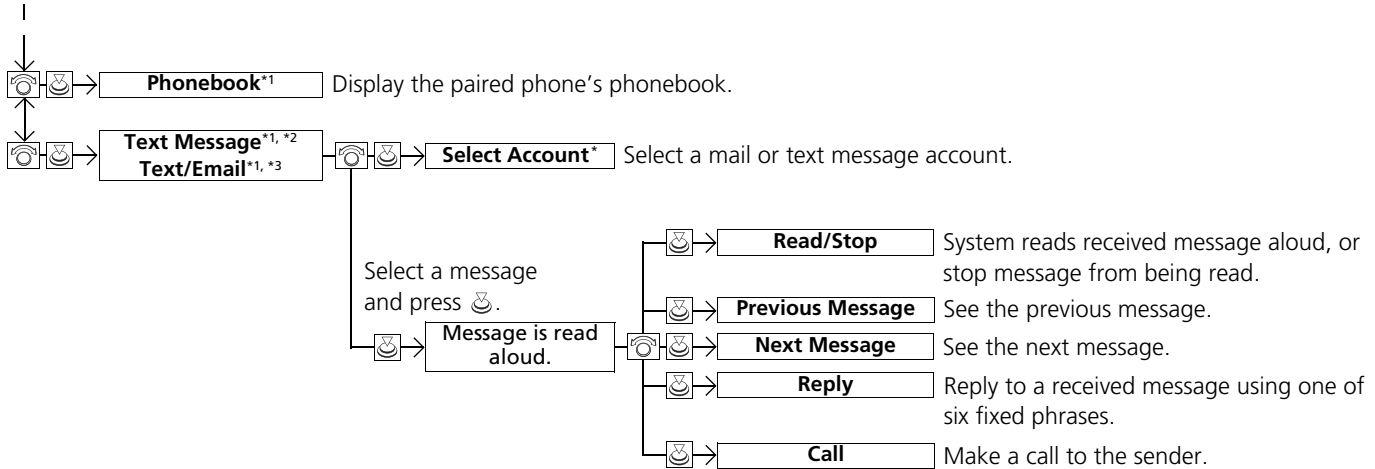 Phonebook*1 Display the paired phone's phonebook.
Text Message*1, *2
Text/Email*1, *3
Select Account* Select a mail or text message account.
Select a message
and press .
Message is read
aloud.
Read/Stop System reads received message aloud, or
stop message from being read.
Previous Message See the previous message.
Next Message See the next message.
Reply Reply to a received message using one of
six fixed phrases.
Call Make a call to the sender.